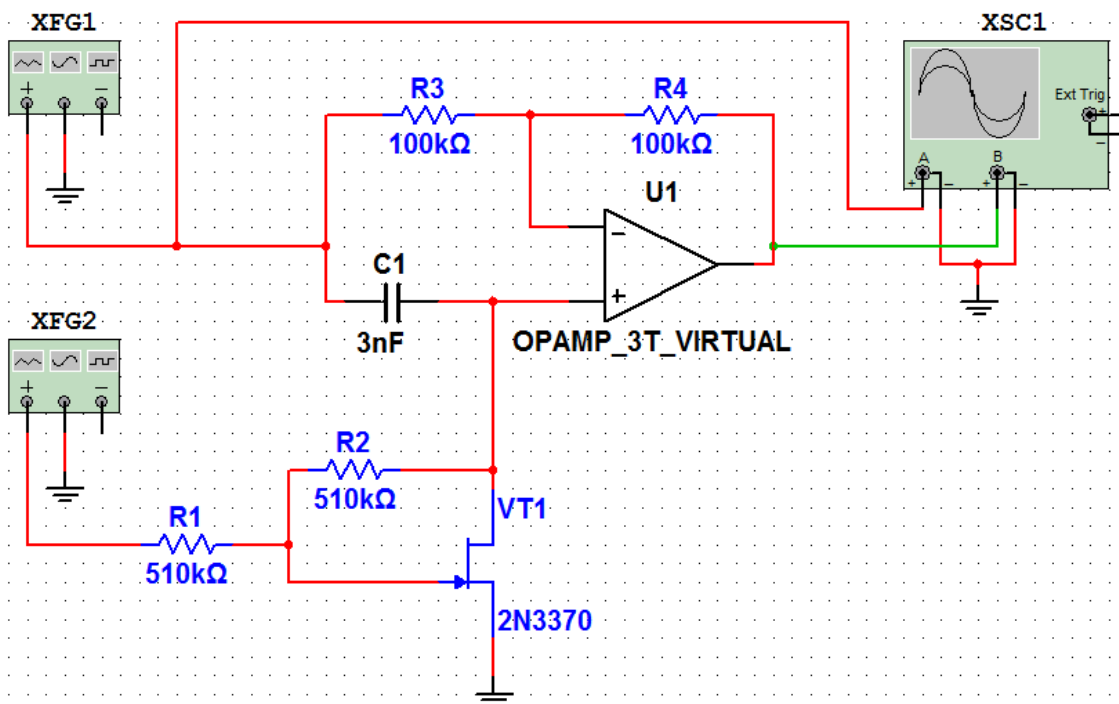 XFG1
XSC1
+
−
R3
100kΩ
R4
100kΩ
Ext Trig
+
−
A
B
+
−
+
−
U1
−
+
OPAMP_3T_VIRTUAL
C1
3nF
XFG2
+
−
R2
510kΩ
R1
510kΩ
VT1
2N3370